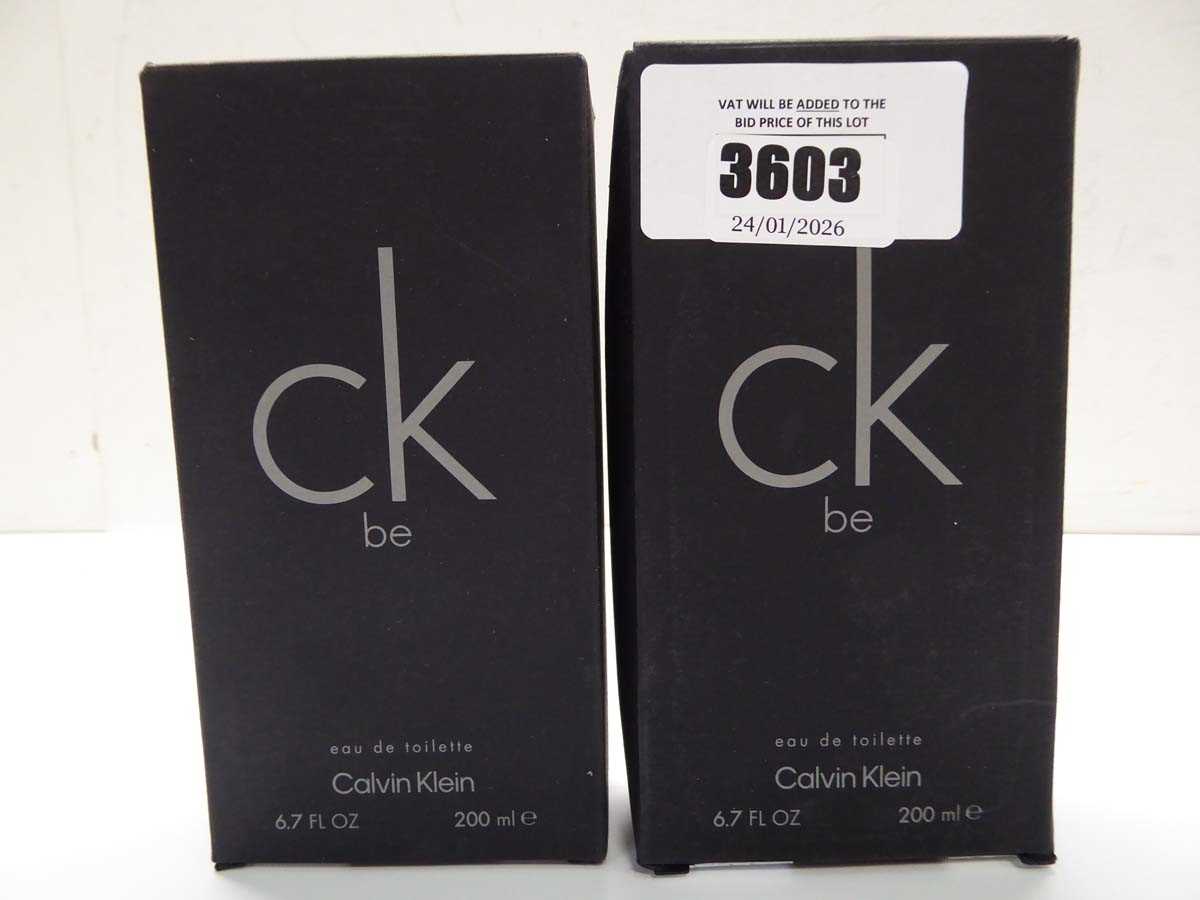 ck
be
eau de toilette
Calvin Klein
6.7 FL OZ 200 ml ℮
VAT WILL BE ADDED TO THE
BID PRICE OF THIS LOT
3603
24/01/2026
ck
be
eau de toilette
Calvin Klein
6.7 FL OZ 200 ml ℮